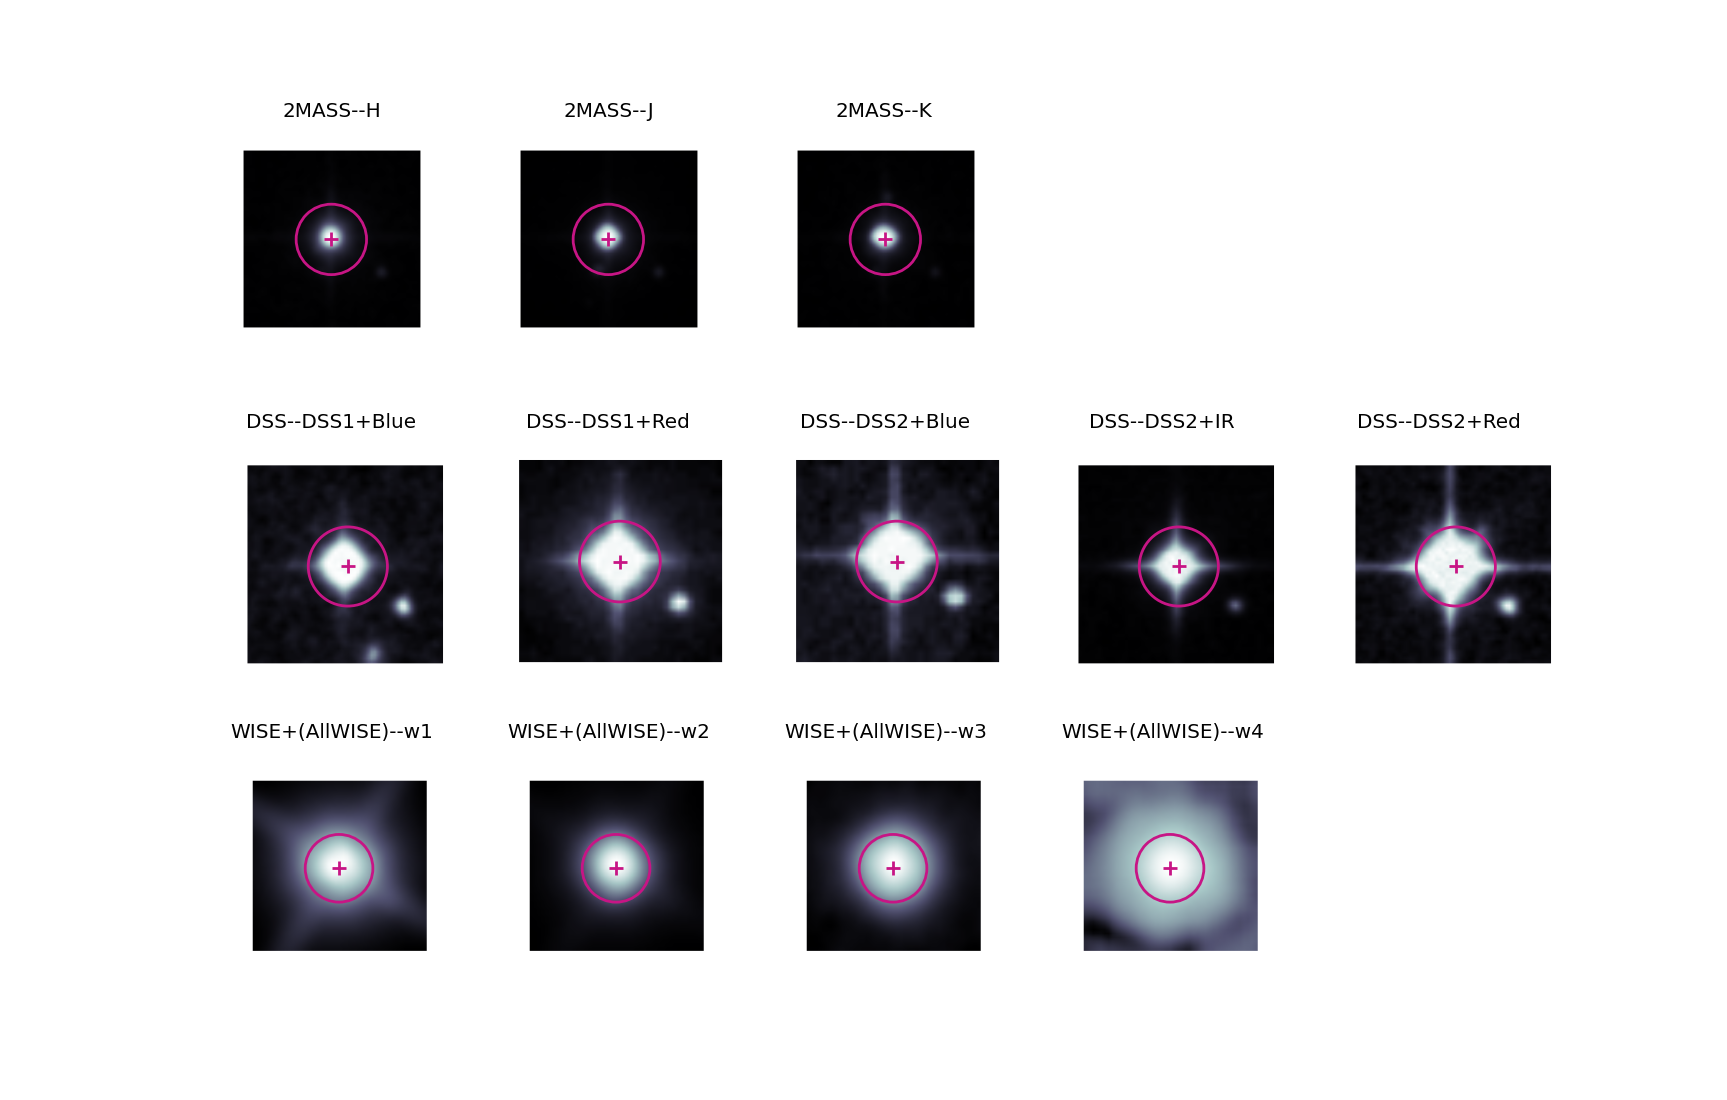 2MASS--H
2MASS--J
2MASS--K
DSS--DSS1+Blue
DSS--DSS1+Red
DSS--DSS2+Blue
DSS--DSS2+IR
DSS--DSS2+Red
WISE+(AllWISE)--w1
WISE+(AllWISE)--w2
WISE+(AllWISE)--w3
WISE+(AllWISE)--w4